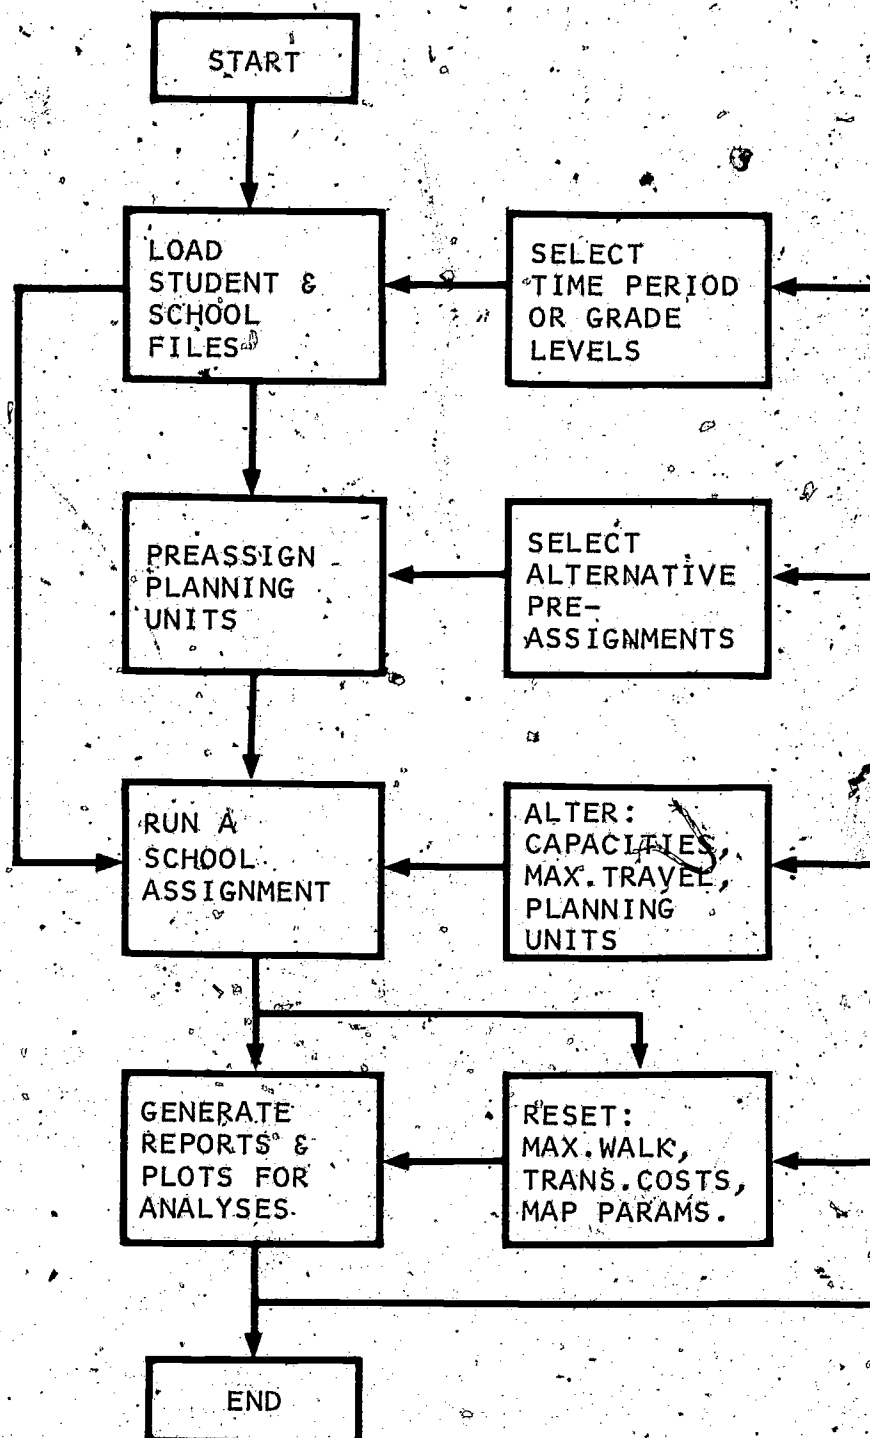 START
LOAD
STUDENT &
SCHOOL
FILES
SELECT
TIME PERIOD
OR GRADE
LEVELS
PREASSIGN
PLANNING
UNITS
SELECT
ALTERNATIVE
PRE-
ASSIGNMENTS
RUN A
SCHOOL
ASSIGNMENT
ALTER:
CAPACITIES,
MAX.TRAVEL,
PLANNING
UNITS
GENERATE
REPORTS &
PLOTS FOR
ANALYSES
RESET:
MAX.WALK,
TRANS.COSTS,
MAP PARAMS.
END